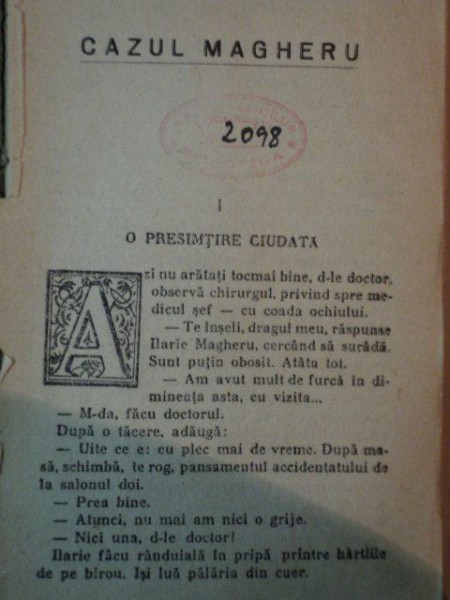 CAZUL MAGHERU
2098
I
O PRESIMȚIRE CIUDATA
Azi nu arătați tocmai bine, d-le doctor,
observă chirurgul, privind spre me-
dicul șef — cu coada ochiului.
— Te înșeli, dragul meu, răspunse
Ilarie Magheru, cercând să surâdă.
Sunt puțin obosit. Atâta tot.
— Am avut mult de furcă în di-
mineața asta, cu vizita...
— M-da, făcu doctorul.
După o tăcere, adăugă:
— Uite ce e: eu plec mai de vreme. După ma-
să, schimbă, te rog, pansamentul accidentatului de
la salonul doi.
— Prea bine.
— Atunci, nu mai am nici o grije.
— Nici una, d-le doctor!
Ilarie făcu rânduială în pripă printre hârtiile
de pe birou. Iși luă pălăria din cuer.